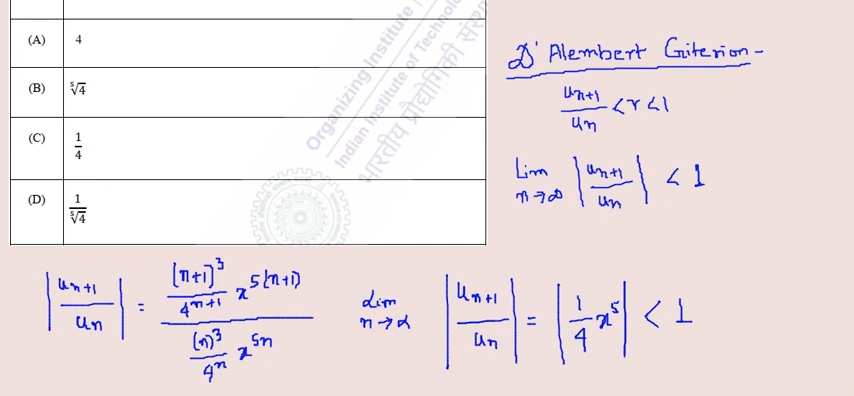 (A) 4
(B) ⁵√4
(C) 1/4
(D) 1/⁵√4
Organizing Institute
Indian Institute of Technolo
भारतीय प्रौद्योगिकी संस्थ
D'Alembert Criterion -
uₙ₊₁/uₙ < r < 1
Lim n→∞ |uₙ₊₁/uₙ| < 1
|uₙ₊₁/uₙ| = ((n+1)³/4ⁿ⁺¹ x⁵⁽ⁿ⁺¹⁾)/((n)³/4ⁿ x⁵ⁿ) Lim n→∞ |uₙ₊₁/uₙ| = |1/4 x⁵| < 1